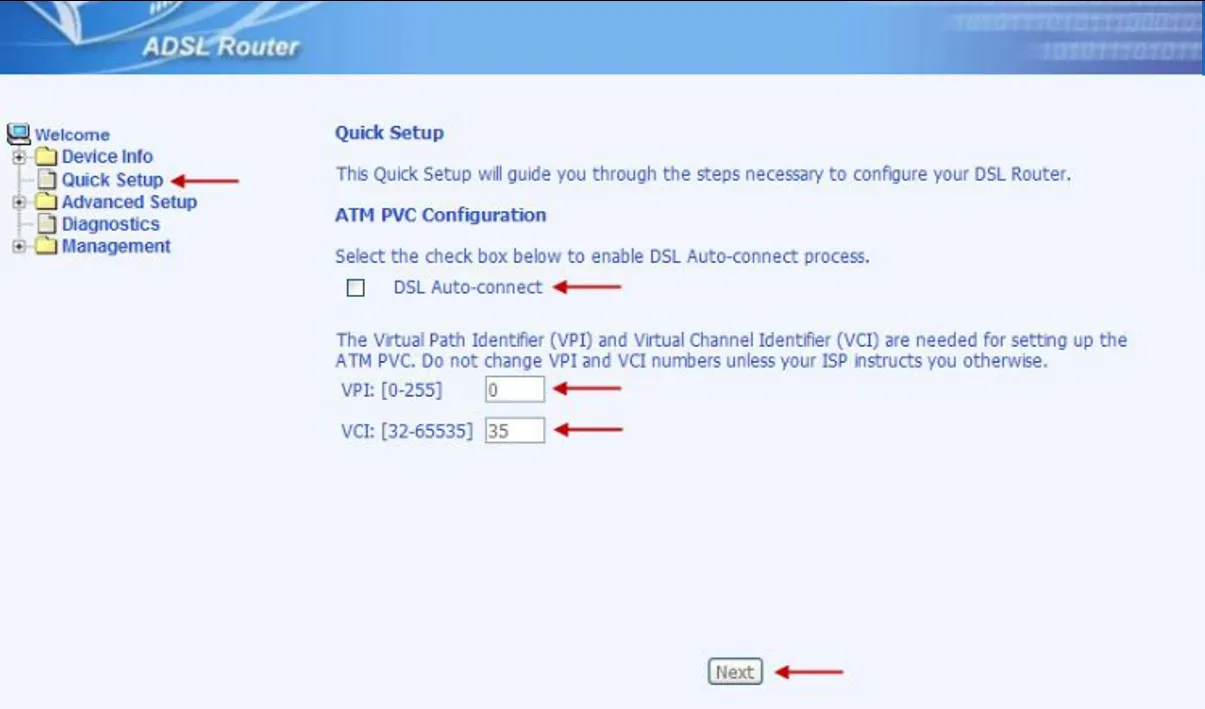 ADSL Router
Welcome
Device Info
Quick Setup
Advanced Setup
Diagnostics
Management
Quick Setup
This Quick Setup will guide you through the steps necessary to configure your DSL Router.
ATM PVC Configuration
Select the check box below to enable DSL Auto-connect process.
DSL Auto-connect
The Virtual Path Identifier (VPI) and Virtual Channel Identifier (VCI) are needed for setting up the
ATM PVC. Do not change VPI and VCI numbers unless your ISP instructs you otherwise.
VPI: [0-255] 0
VCI: [32-65535] 35
Next